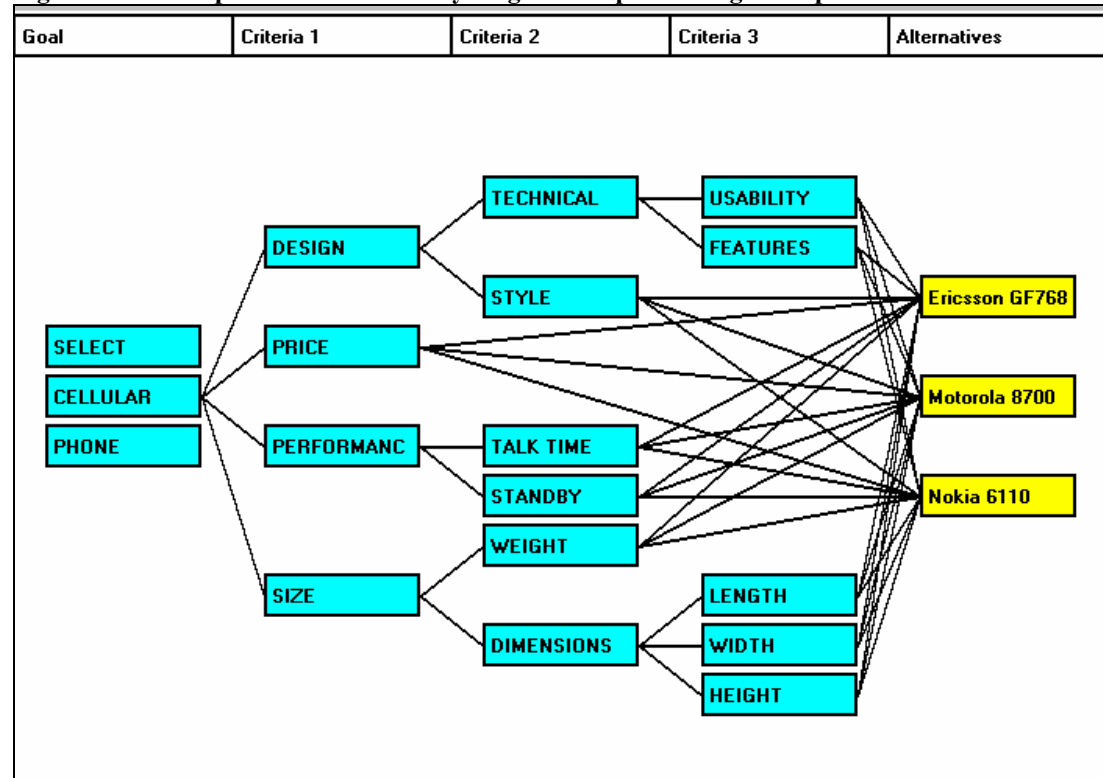 Goal
Criteria 1
Criteria 2
Criteria 3
Alternatives
TECHNICAL
USABILITY
DESIGN
FEATURES
STYLE
Ericsson GF768
SELECT
PRICE
CELLULAR
Motorola 8700
PHONE
PERFORMANC
TALK TIME
STANDBY
Nokia 6110
WEIGHT
SIZE
LENGTH
DIMENSIONS
WIDTH
HEIGHT